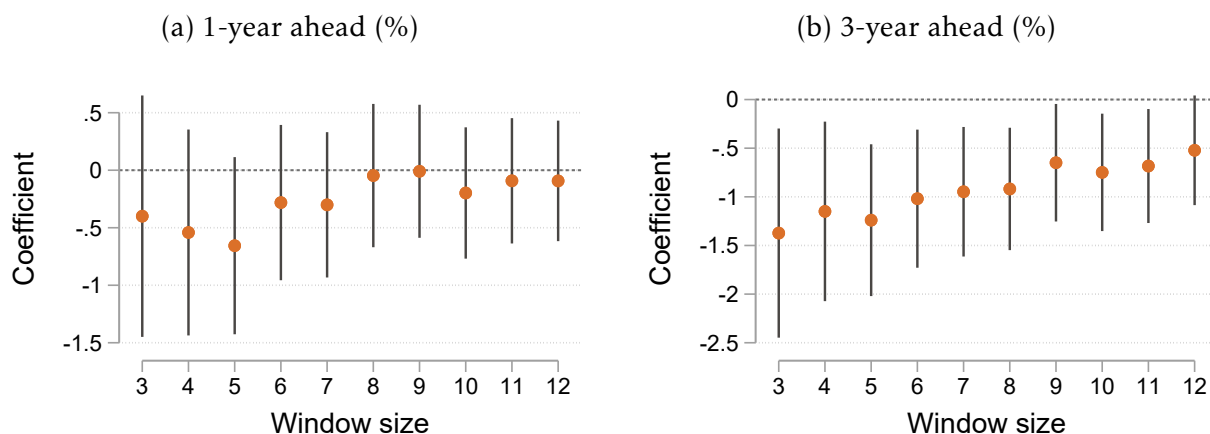 (a) 1-year ahead (%)
.5
0
-.5
-1
-1.5
Coefficient
3 4 5 6 7 8 9 10 11 12
Window size
(b) 3-year ahead (%)
0
-.5
-1
-1.5
-2
-2.5
Coefficient
3 4 5 6 7 8 9 10 11 12
Window size